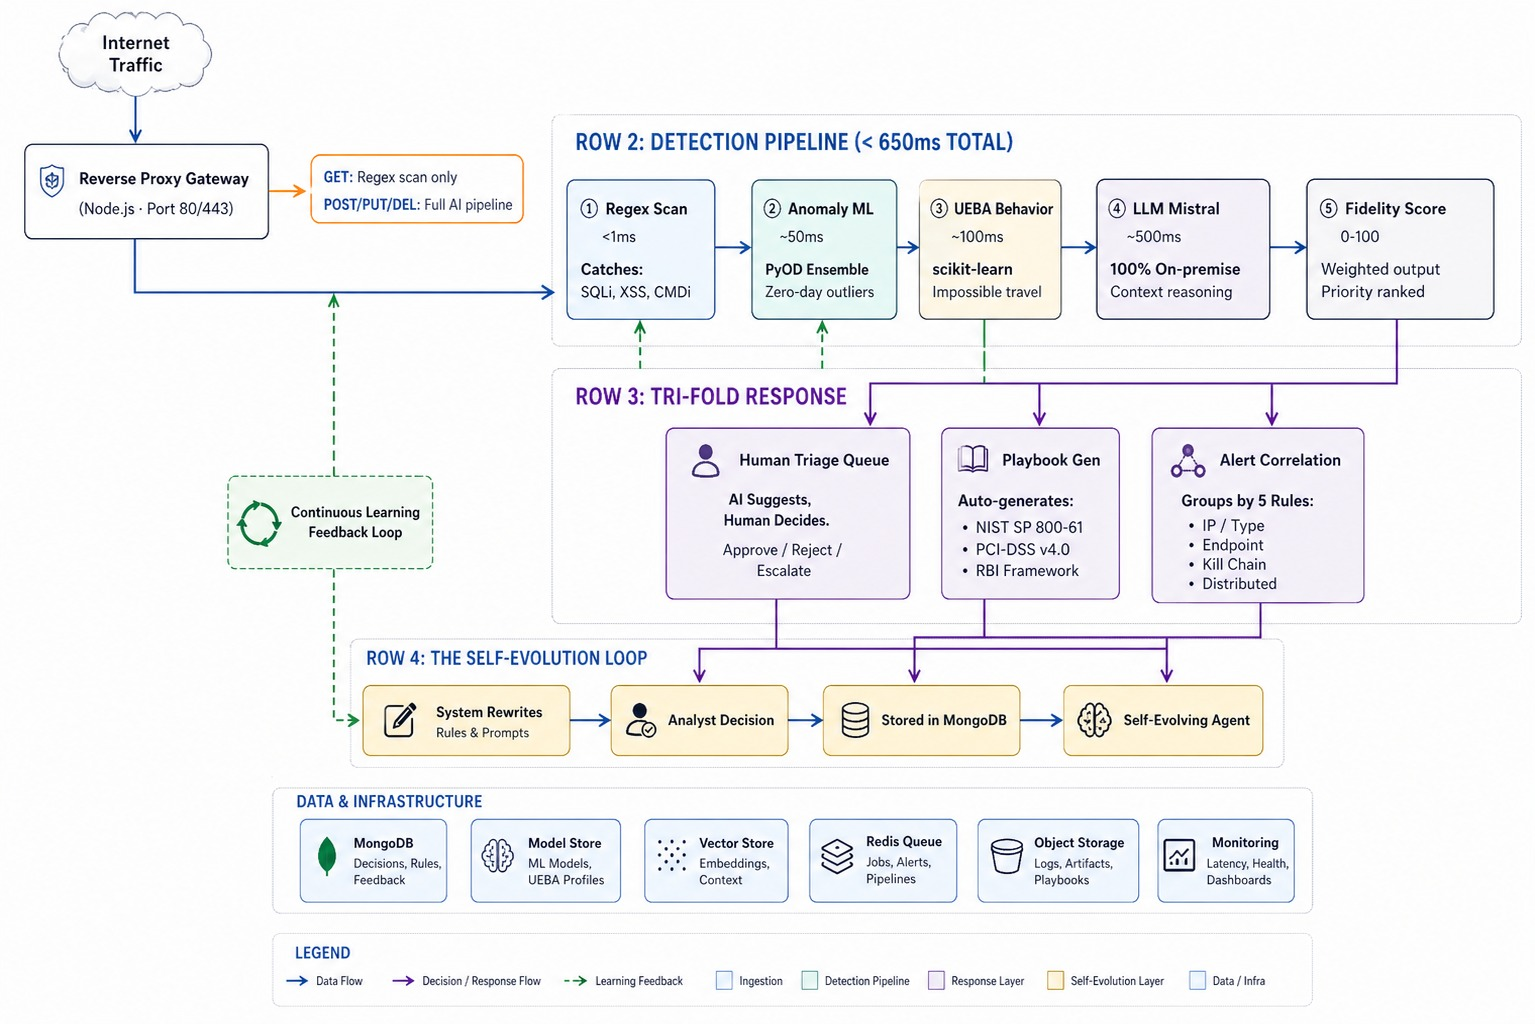 Internet
Traffic
Reverse Proxy Gateway
(Node.js · Port 80/443)
GET: Regex scan only
POST/PUT/DEL: Full AI pipeline
ROW 2: DETECTION PIPELINE (< 650ms TOTAL)
1 Regex Scan
<1ms
Catches:
SQLi, XSS, CMDi
2 Anomaly ML
~50ms
PyOD Ensemble
Zero-day outliers
3 UEBA Behavior
~100ms
scikit-learn
Impossible travel
4 LLM Mistral
~500ms
100% On-premise
Context reasoning
5 Fidelity Score
0-100
Weighted output
Priority ranked
ROW 3: TRI-FOLD RESPONSE
Human Triage Queue
AI Suggests,
Human Decides.
Approve / Reject /
Escalate
Playbook Gen
Auto-generates:
• NIST SP 800-61
• PCI-DSS v4.0
• RBI Framework
Alert Correlation
Groups by 5 Rules:
• IP / Type
• Endpoint
• Kill Chain
• Distributed
Continuous Learning
Feedback Loop
ROW 4: THE SELF-EVOLUTION LOOP
System Rewrites
Rules & Prompts
Analyst Decision
Stored in MongoDB
Self-Evolving Agent
DATA & INFRASTRUCTURE
MongoDB
Decisions, Rules,
Feedback
Model Store
ML Models,
UEBA Profiles
Vector Store
Embeddings,
Context
Redis Queue
Jobs, Alerts,
Pipelines
Object Storage
Logs, Artifacts,
Playbooks
Monitoring
Latency, Health,
Dashboards
LEGEND
Data Flow
Decision / Response Flow
Learning Feedback
Ingestion
Detection Pipeline
Response Layer
Self-Evolution Layer
Data / Infra